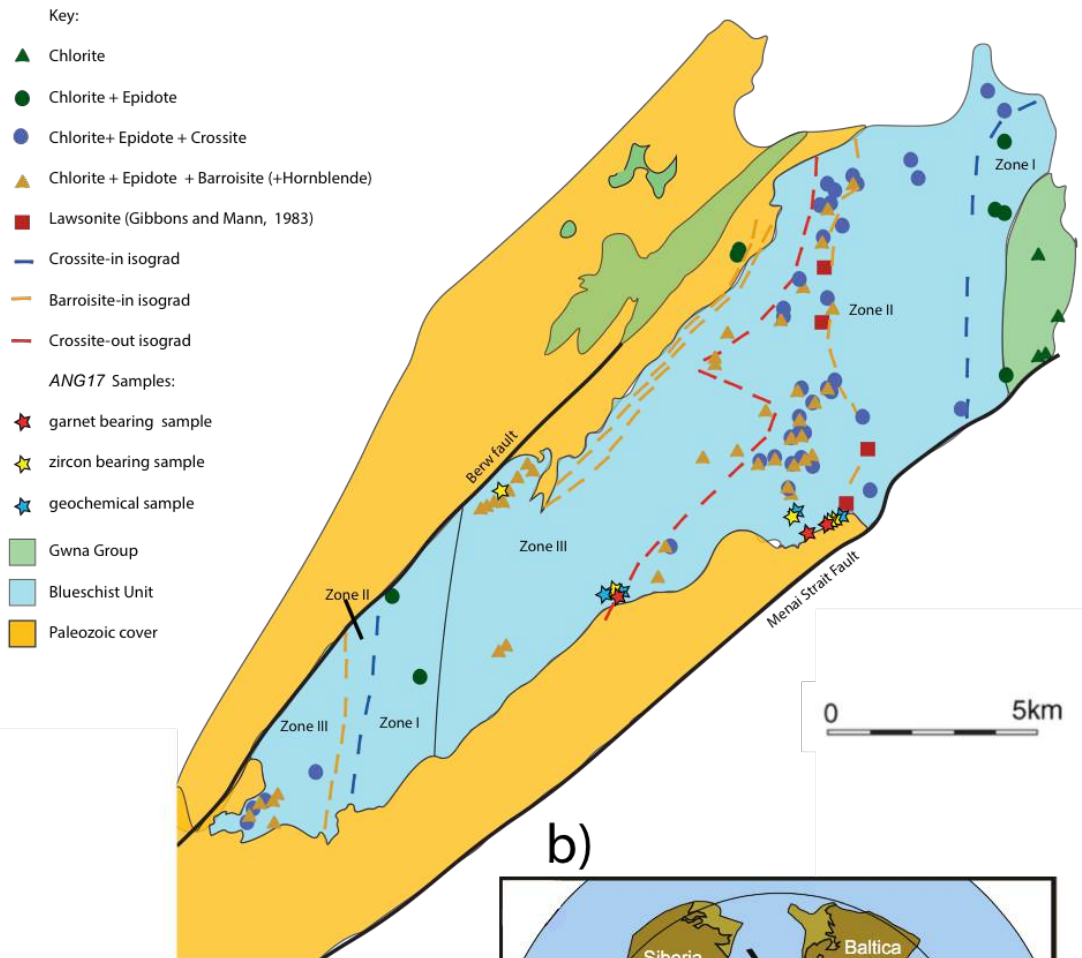 Key:
Chlorite
Chlorite + Epidote
Chlorite+ Epidote + Crossite
Chlorite + Epidote + Barroisite (+Hornblende)
Lawsonite (Gibbons and Mann, 1983)
Crossite-in isograd
Barroisite-in isograd
Crossite-out isograd
ANG17 Samples:
garnet bearing sample
zircon bearing sample
geochemical sample
Gwna Group
Blueschist Unit
Paleozoic cover
Zone I
Zone II
Berw fault
Zone III
Zone II
Menai Strait Fault
Zone III
Zone I
0
5km
b)
Siberia
Baltica